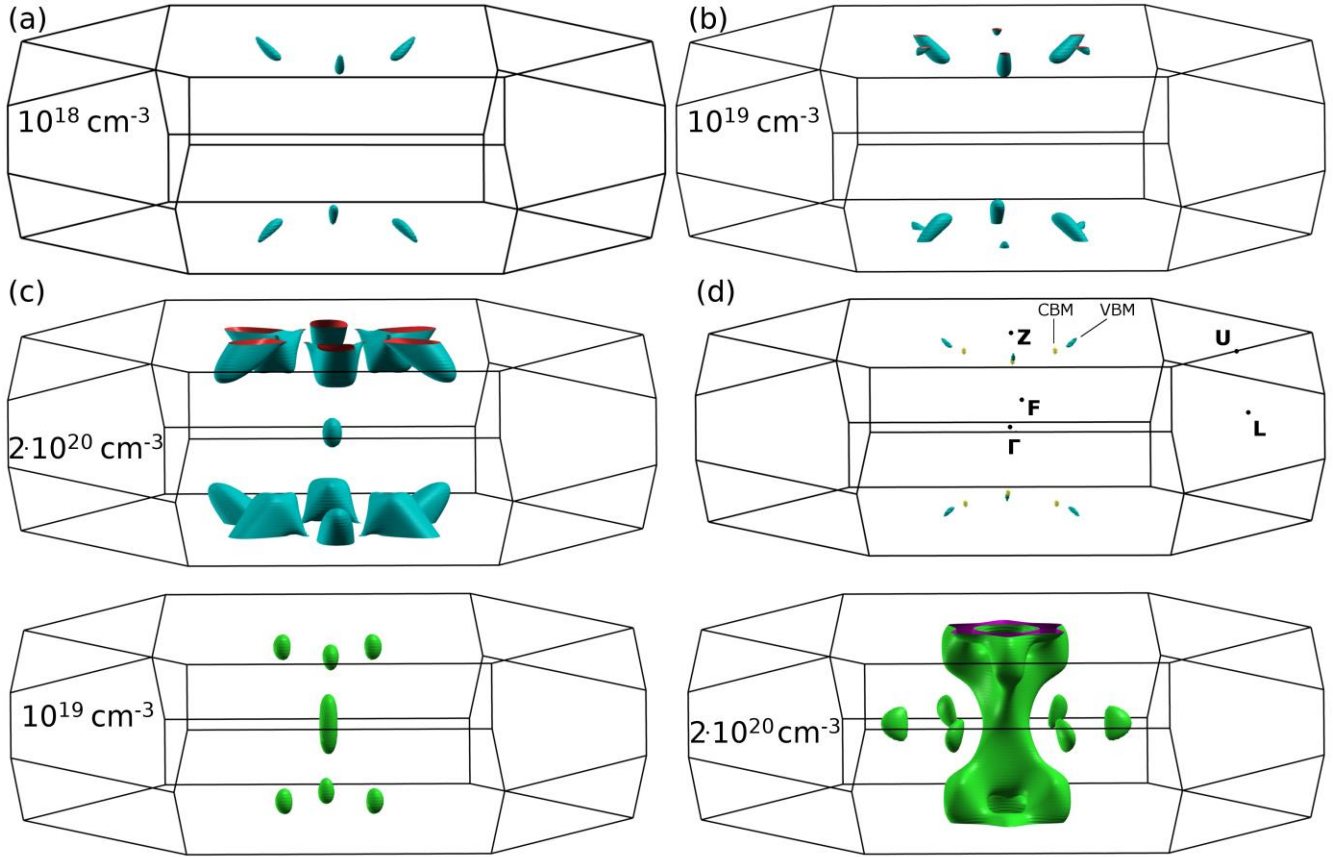 (a)
10¹⁸ cm⁻³
(b)
10¹⁹ cm⁻³
(c)
2·10²⁰ cm⁻³
(d)
CBM VBM
Z
U
F
L
Γ
10¹⁹ cm⁻³
2·10²⁰ cm⁻³